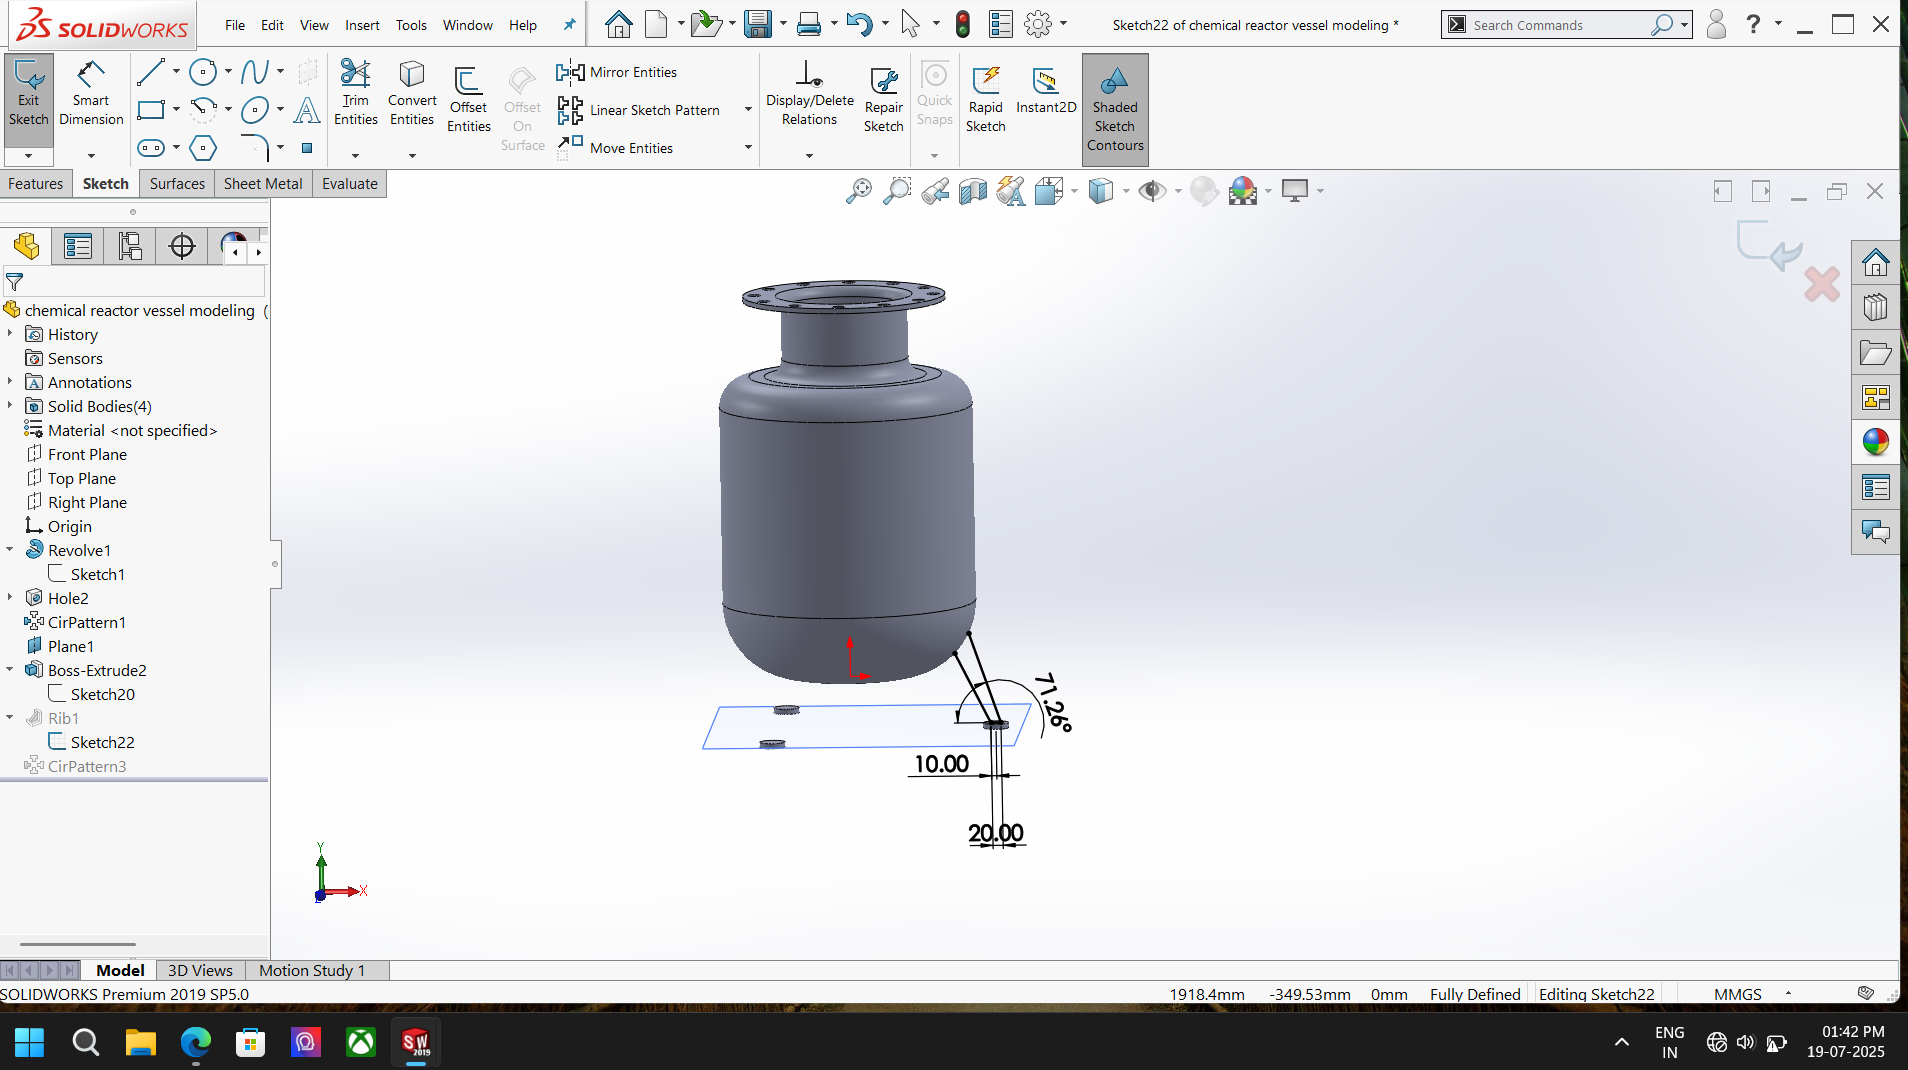 SOLIDWORKS
File Edit View Insert Tools Window Help
Sketch22 of chemical reactor vessel modeling *
Search Commands
?
Exit Sketch
Smart Dimension
Trim Entities
Convert Entities
Offset Entities
Offset On Surface
Mirror Entities
Linear Sketch Pattern
Move Entities
Display/Delete Relations
Repair Sketch
Quick Snaps
Rapid Sketch
Instant2D
Shaded Sketch Contours
Features Sketch Surfaces Sheet Metal Evaluate
chemical reactor vessel modeling (
History
Sensors
Annotations
Solid Bodies(4)
Material <not specified>
Front Plane
Top Plane
Right Plane
Origin
Revolve1
Sketch1
Hole2
CirPattern1
Plane1
Boss-Extrude2
Sketch20
Rib1
Sketch22
CirPattern3
71.26°
10.00
20.00
Y
X
Z
Model 3D Views Motion Study 1
SOLIDWORKS Premium 2019 SP5.0
1918.4mm -349.53mm 0mm Fully Defined Editing Sketch22 MMGS
SW 2019
ENG
IN
01:42 PM
19-07-2025